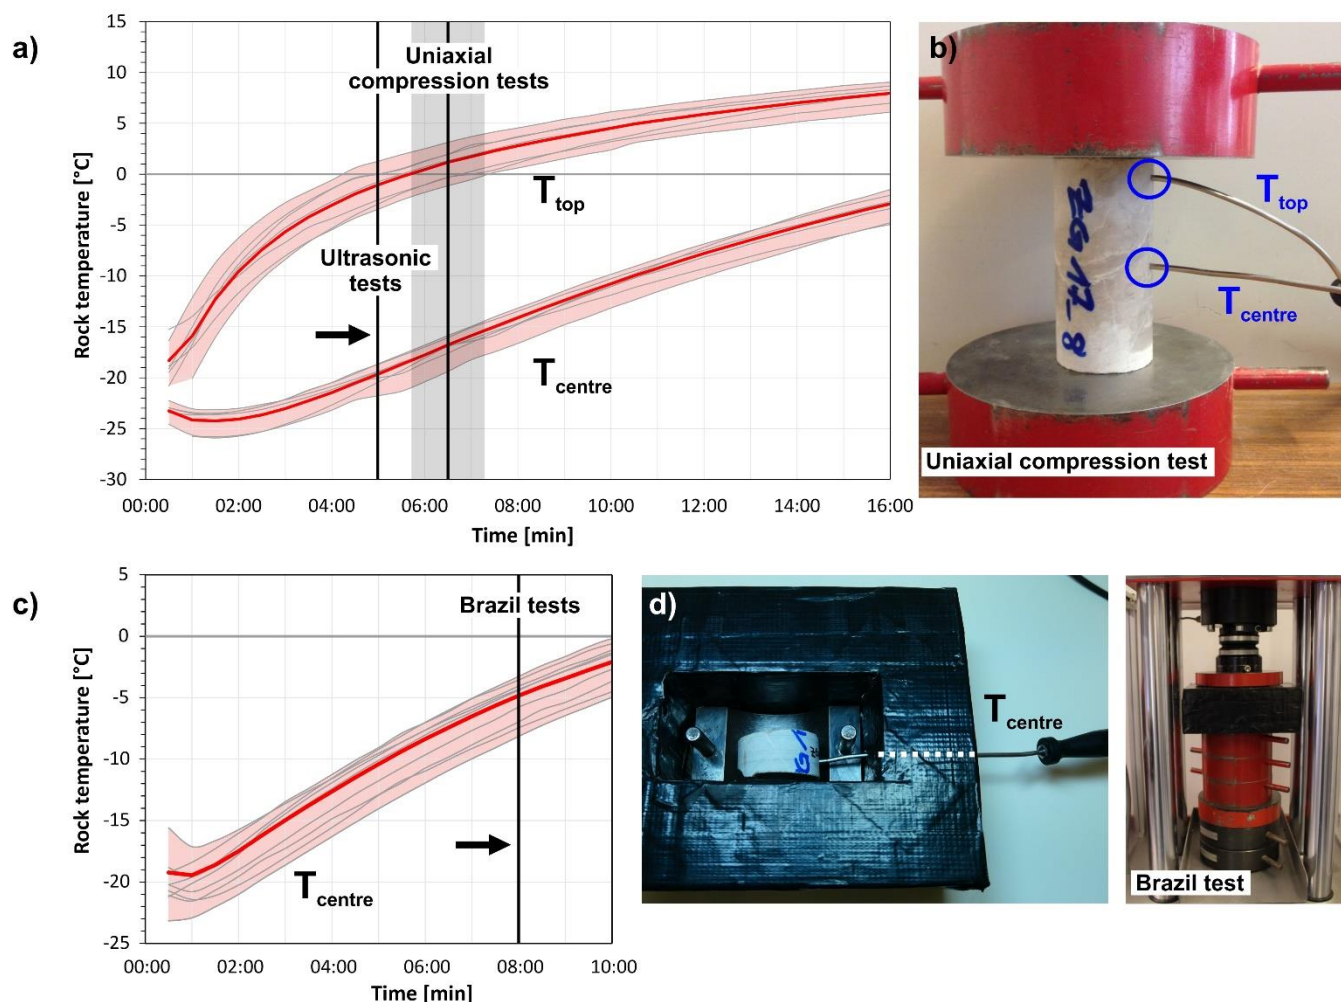 a)
15
10
5
0
-5
-10
-15
-20
-25
-30
Rock temperature [°C]
Uniaxial
compression tests
T top
Ultrasonic
tests
T centre
00:00 02:00 04:00 06:00 08:00 10:00 12:00 14:00 16:00
Time [min]
b)
T top
T centre
ZG17-8
Uniaxial compression test
c)
5
0
-5
-10
-15
-20
-25
Rock temperature [°C]
Brazil tests
T centre
00:00 02:00 04:00 06:00 08:00 10:00
Time [min]
d)
T centre
Brazil test